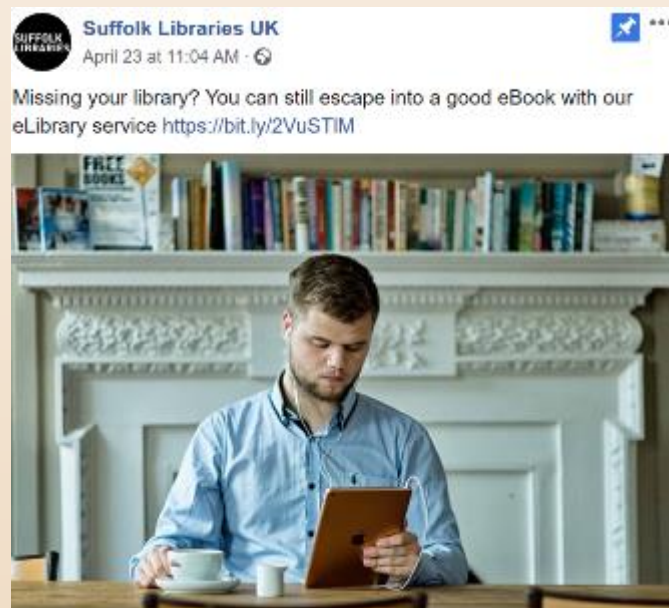 SUFFOLK
LIBRARIES
Suffolk Libraries UK
April 23 at 11:04 AM ·
Missing your library? You can still escape into a good eBook with our
eLibrary service https://bit.ly/2VuSTlM
FREE
BOOKS